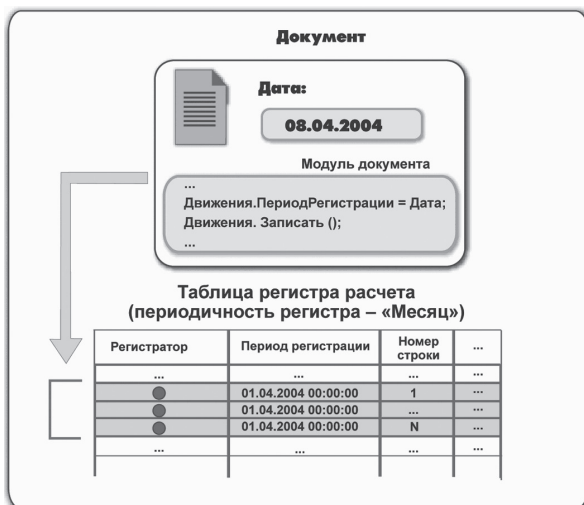 Документ
Дата:
08.04.2004
Модуль документа
...
Движения.ПериодРегистрации = Дата;
Движения. Записать ();
...
Таблица регистра расчета
(периодичность регистра – «Месяц»)
Регистратор Период регистрации Номер строки ...
... ... ... ...
01.04.2004 00:00:00 1 ...
01.04.2004 00:00:00 ... ...
01.04.2004 00:00:00 N ...
... ... ... ...